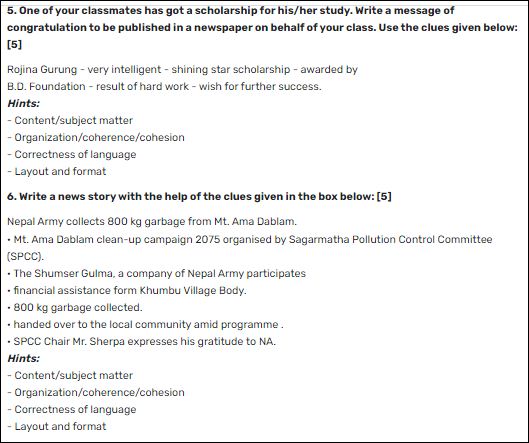 5. One of your classmates has got a scholarship for his/her study. Write a message of
congratulation to be published in a newspaper on behalf of your class. Use the clues given below:
[5]
Rojina Gurung - very intelligent - shining star scholarship - awarded by
B.D. Foundation - result of hard work - wish for further success.
Hints:
- Content/subject matter
- Organization/coherence/cohesion
- Correctness of language
- Layout and format
6. Write a news story with the help of the clues given in the box below: [5]
Nepal Army collects 800 kg garbage from Mt. Ama Dablam.
• Mt. Ama Dablam clean-up campaign 2075 organised by Sagarmatha Pollution Control Committee
(SPCC).
• The Shumser Gulma, a company of Nepal Army participates
• financial assistance form Khumbu Village Body.
• 800 kg garbage collected.
• handed over to the local community amid programme .
• SPCC Chair Mr. Sherpa expresses his gratitude to NA.
Hints:
- Content/subject matter
- Organization/coherence/cohesion
- Correctness of language
- Layout and format